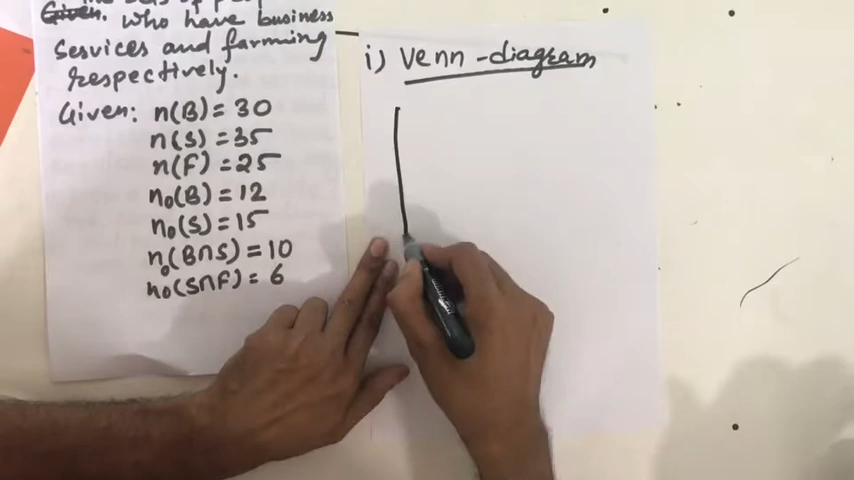 Given. who have business
services and farming
respectively.
Given: n(B) = 30
n(S) = 35
n(F) = 25
n₀(B) = 12
n₀(S) = 15
n₀(B∩S) = 10
n₀(S∩F) = 6
i) Venn-diagram